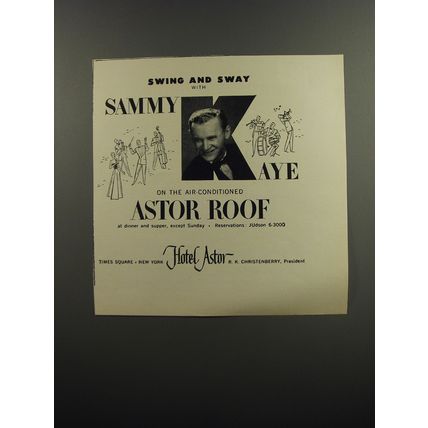 SWING AND SWAY
WITH
SAMMY
KAYE
ON THE AIR-CONDITIONED
ASTOR ROOF
at dinner and supper, except Sunday • Reservations: JUdson 6-3000
TIMES SQUARE • NEW YORK Hotel Astor R. K. CHRISTENBERRY, President